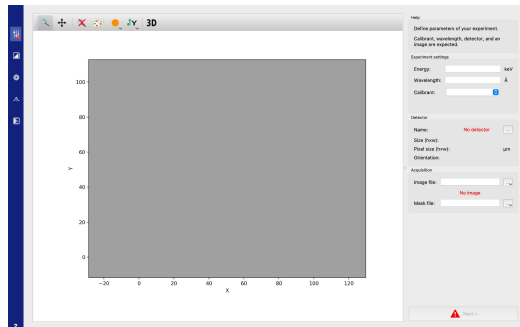 3D
Help
Define parameters of your experiment.
Calibrant, wavelength, detector, and an
image are expected.
Experiment settings
Energy: keV
Wavelength: Å
Calibrant:
Detector
Name: No detector ...
Size (h×w):
Pixel size (h×w): µm
Orientation:
Acquisition
Image file: ...
No image
Mask file: ...
Next >
100
80
60
Y
40
20
0
−20 0 20 40 60 80 100 120
X
Y
?